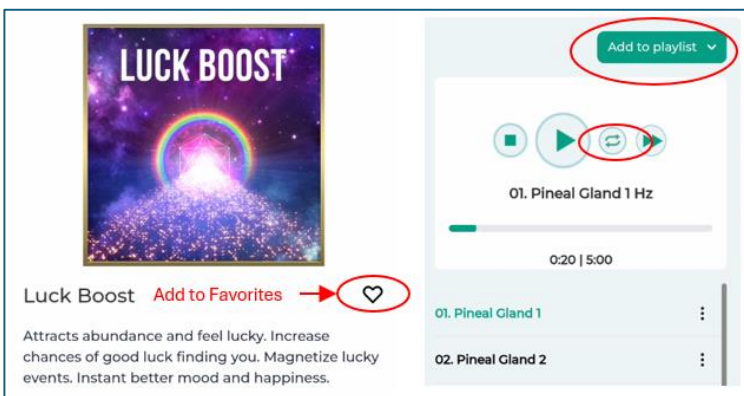 LUCK BOOST
Luck Boost
Add to Favorites
Attracts abundance and feel lucky. Increase
chances of good luck finding you. Magnetize lucky
events. Instant better mood and happiness.
Add to playlist
01. Pineal Gland 1 Hz
0:20 | 5:00
01. Pineal Gland 1
02. Pineal Gland 2